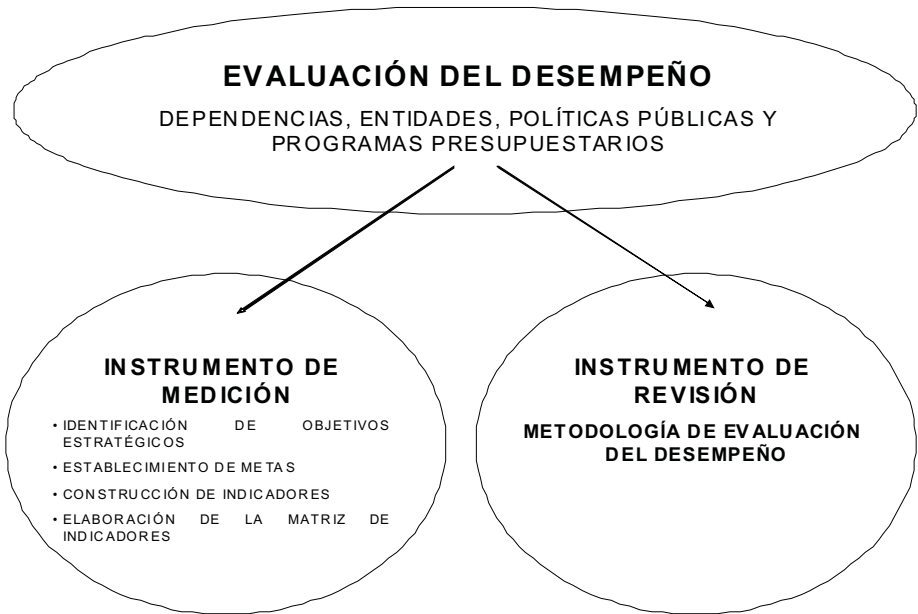 EVALUACIÓN DEL DESEMPEÑO
DEPENDENCIAS, ENTIDADES, POLÍTICAS PÚBLICAS Y
PROGRAMAS PRESUPUESTARIOS
INSTRUMENTO DE
MEDICIÓN
• IDENTIFICACIÓN DE OBJETIVOS
ESTRATÉGICOS
• ESTABLECIMIENTO DE METAS
• CONSTRUCCIÓN DE INDICADORES
• ELABORACIÓN DE LA MATRIZ DE
INDICADORES
INSTRUMENTO DE
REVISIÓN
METODOLOGÍA DE EVALUACIÓN
DEL DESEMPEÑO